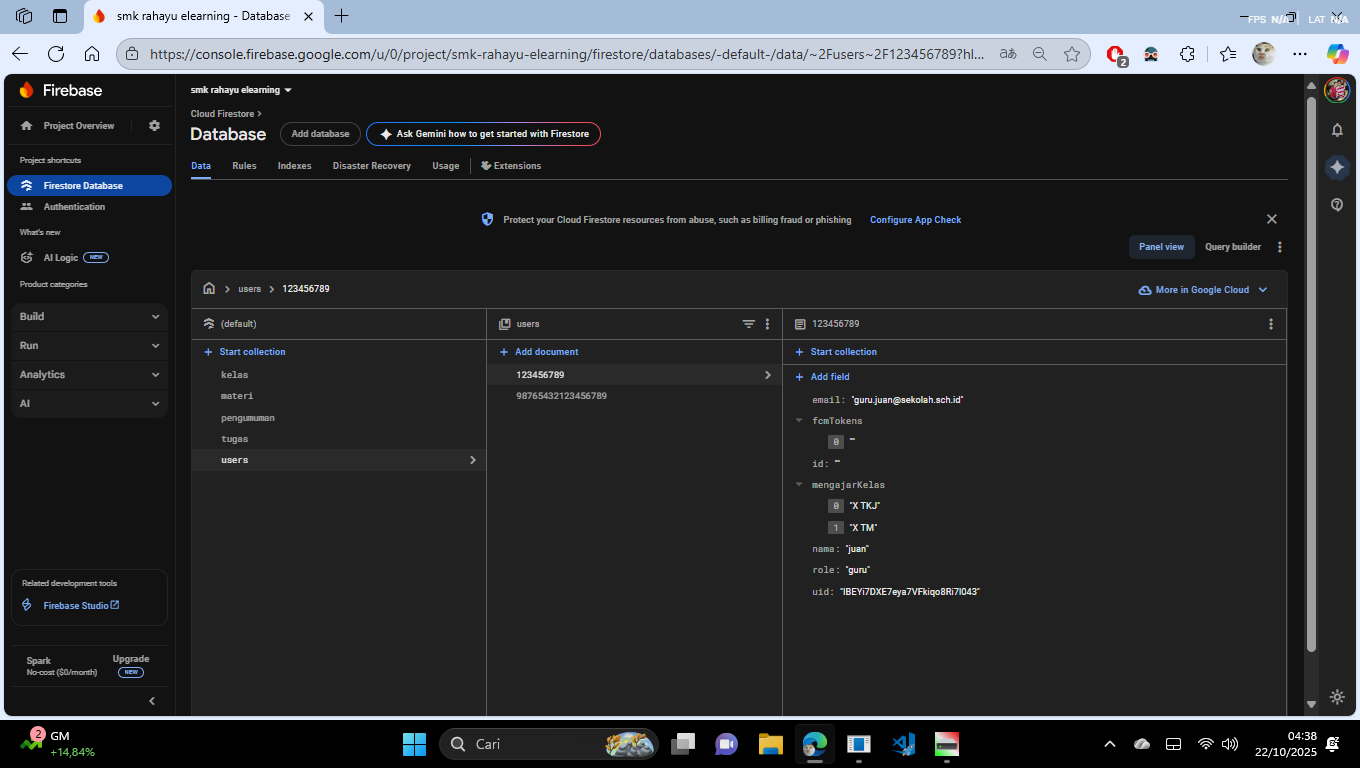 smk rahayu elearning - Database
FPS N/A LAT N/A
https://console.firebase.google.com/u/0/project/smk-rahayu-elearning/firestore/databases/-default-/data/~2Fusers~2F123456789?hl...
aあ
2
Firebase
Project Overview
Project shortcuts
Firestore Database
Authentication
What's new
AI Logic NEW
Product categories
Build
Run
Analytics
AI
Related development tools
Firebase Studio
Spark
No-cost ($0/month)
Upgrade
NEW
smk rahayu elearning
Cloud Firestore
Database
Add database
Ask Gemini how to get started with Firestore
Data Rules Indexes Disaster Recovery Usage Extensions
Protect your Cloud Firestore resources from abuse, such as billing fraud or phishing Configure App Check
Panel view Query builder
users 123456789
More in Google Cloud
(default)
Start collection
kelas
materi
pengumuman
tugas
users
users
Add document
123456789
98765432123456789
123456789
Start collection
Add field
email: "guru.juan@sekolah.sch.id"
fcmTokens
0 ""
id: ""
mengajarKelas
0 "X TKJ"
1 "X TM"
nama: "juan"
role: "guru"
uid: "IBEYi7DXE7eya7VFkiqo8Ri7I043"
2
GM
+14,84%
Cari
04:38
22/10/2025